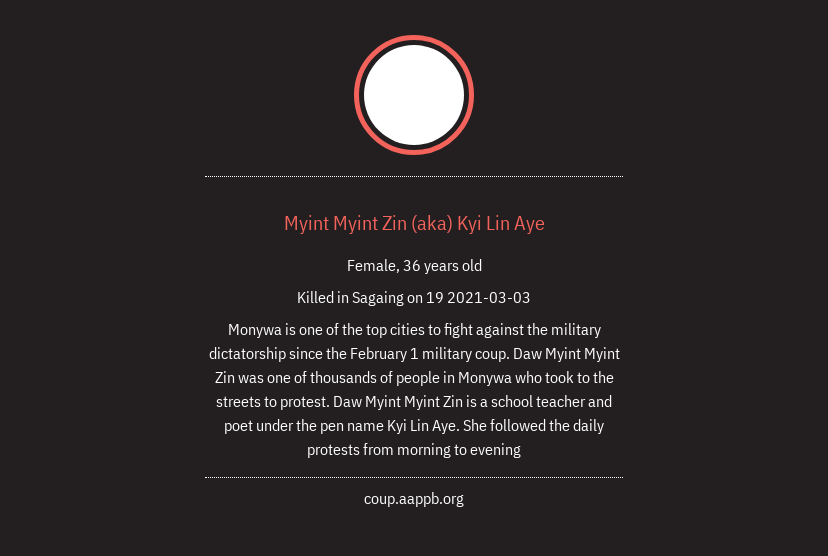 Myint Myint Zin (aka) Kyi Lin Aye
Female, 36 years old
Killed in Sagaing on 19 2021-03-03
Monywa is one of the top cities to fight against the military
dictatorship since the February 1 military coup. Daw Myint Myint
Zin was one of thousands of people in Monywa who took to the
streets to protest. Daw Myint Myint Zin is a school teacher and
poet under the pen name Kyi Lin Aye. She followed the daily
protests from morning to evening
coup.aappb.org